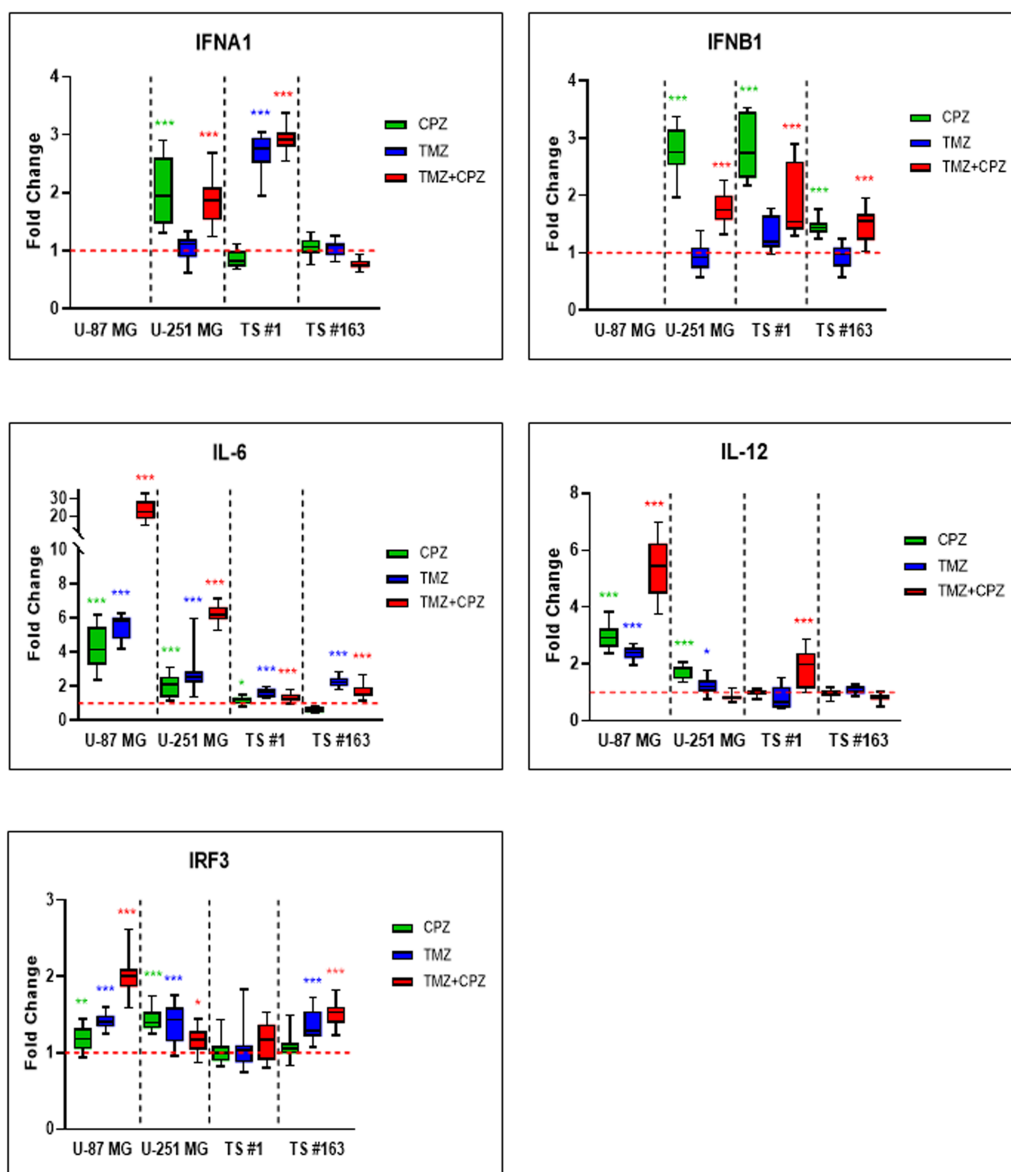 IFNA1
Fold Change
4
3
2
1
0
*** *** *** ***
U-87 MG U-251 MG TS #1 TS #163
CPZ
TMZ
TMZ+CPZ
IFNB1
Fold Change
4
3
2
1
0
*** *** *** *** *** ***
U-87 MG U-251 MG TS #1 TS #163
CPZ
TMZ
TMZ+CPZ
IL-6
Fold Change
30
20
10
8
6
4
2
0
*** *** *** *** *** *** * *** *** *** ***
U-87 MG U-251 MG TS #1 TS #163
CPZ
TMZ
TMZ+CPZ
IL-12
Fold Change
8
6
4
2
0
*** *** *** *** * ***
U-87 MG U-251 MG TS #1 TS #163
CPZ
TMZ
TMZ+CPZ
IRF3
Fold Change
3
2
1
0
** *** *** *** *** * *** ***
U-87 MG U-251 MG TS #1 TS #163
CPZ
TMZ
TMZ+CPZ